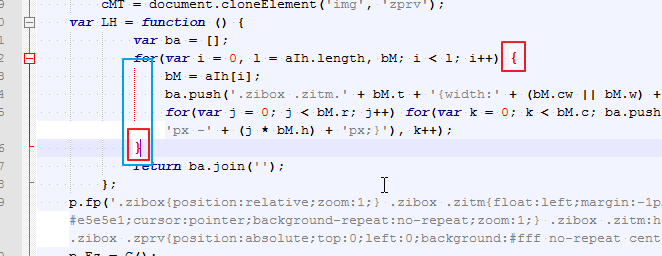 cMT = document.cloneElement('img', 'zprv');
var LH = function () {
var ba = [];
for(var i = 0, l = aIh.length, bM; i < l; i++) {
bM = aIh[i];
ba.push('.zibox .zitm.' + bM.t + '{width:' + (bM.cw || bM.w) +
for(var j = 0; j < bM.r; j++) for(var k = 0; k < bM.c; ba.push
'px -' + (j * bM.h) + 'px;}'), k++);
}
return ba.join('');
};
p.fp('.zibox{position:relative;zoom:1;} .zibox .zitm{float:left;margin:-1p
#e5e5e1;cursor:pointer;background-repeat:no-repeat;zoom:1;} .zibox .zitm:h
.zibox .zprv{position:absolute;top:0;left:0;background:#fff no-repeat cent